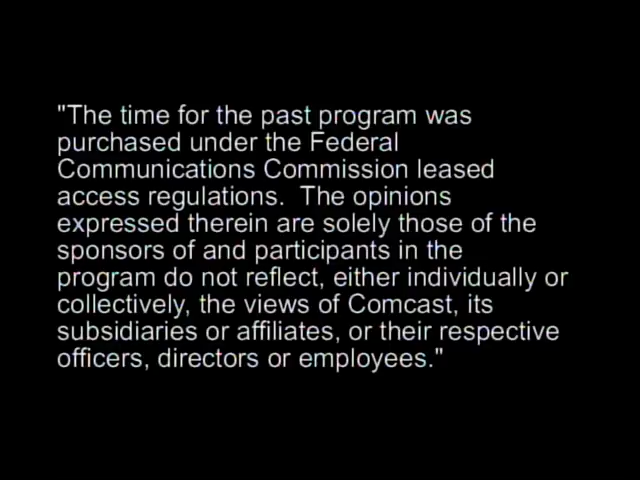 "The time for the past program was
purchased under the Federal
Communications Commission leased
access regulations.  The opinions
expressed therein are solely those of the
sponsors of and participants in the
program do not reflect, either individually or
collectively, the views of Comcast, its
subsidiaries or affiliates, or their respective
officers, directors or employees."